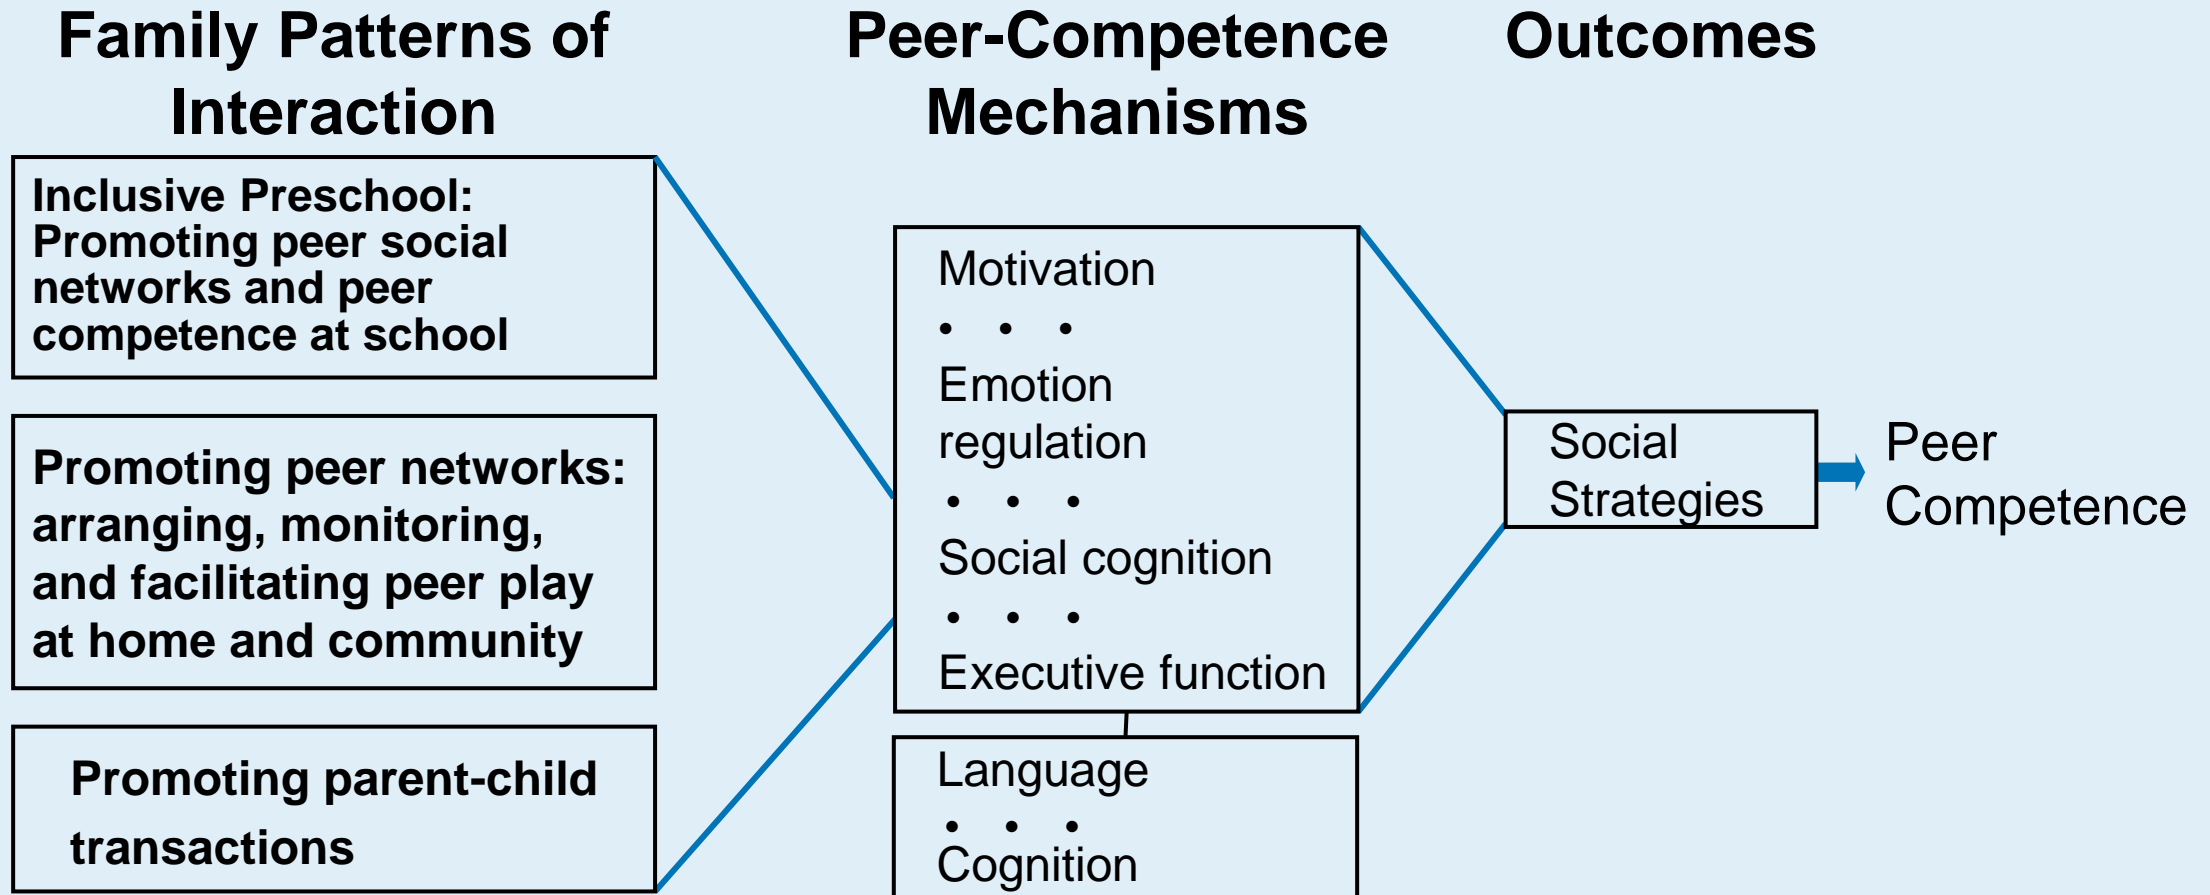 Family Patterns of
Interaction
Peer-Competence
Mechanisms
Outcomes
Inclusive Preschool:
Promoting peer social
networks and peer
competence at school
Promoting peer networks:
arranging, monitoring,
and facilitating peer play
at home and community
Promoting parent-child
transactions
Motivation
• • •
Emotion
regulation
• • •
Social cognition
• • •
Executive function
Language
• • •
Cognition
Social
Strategies
Peer
Competence